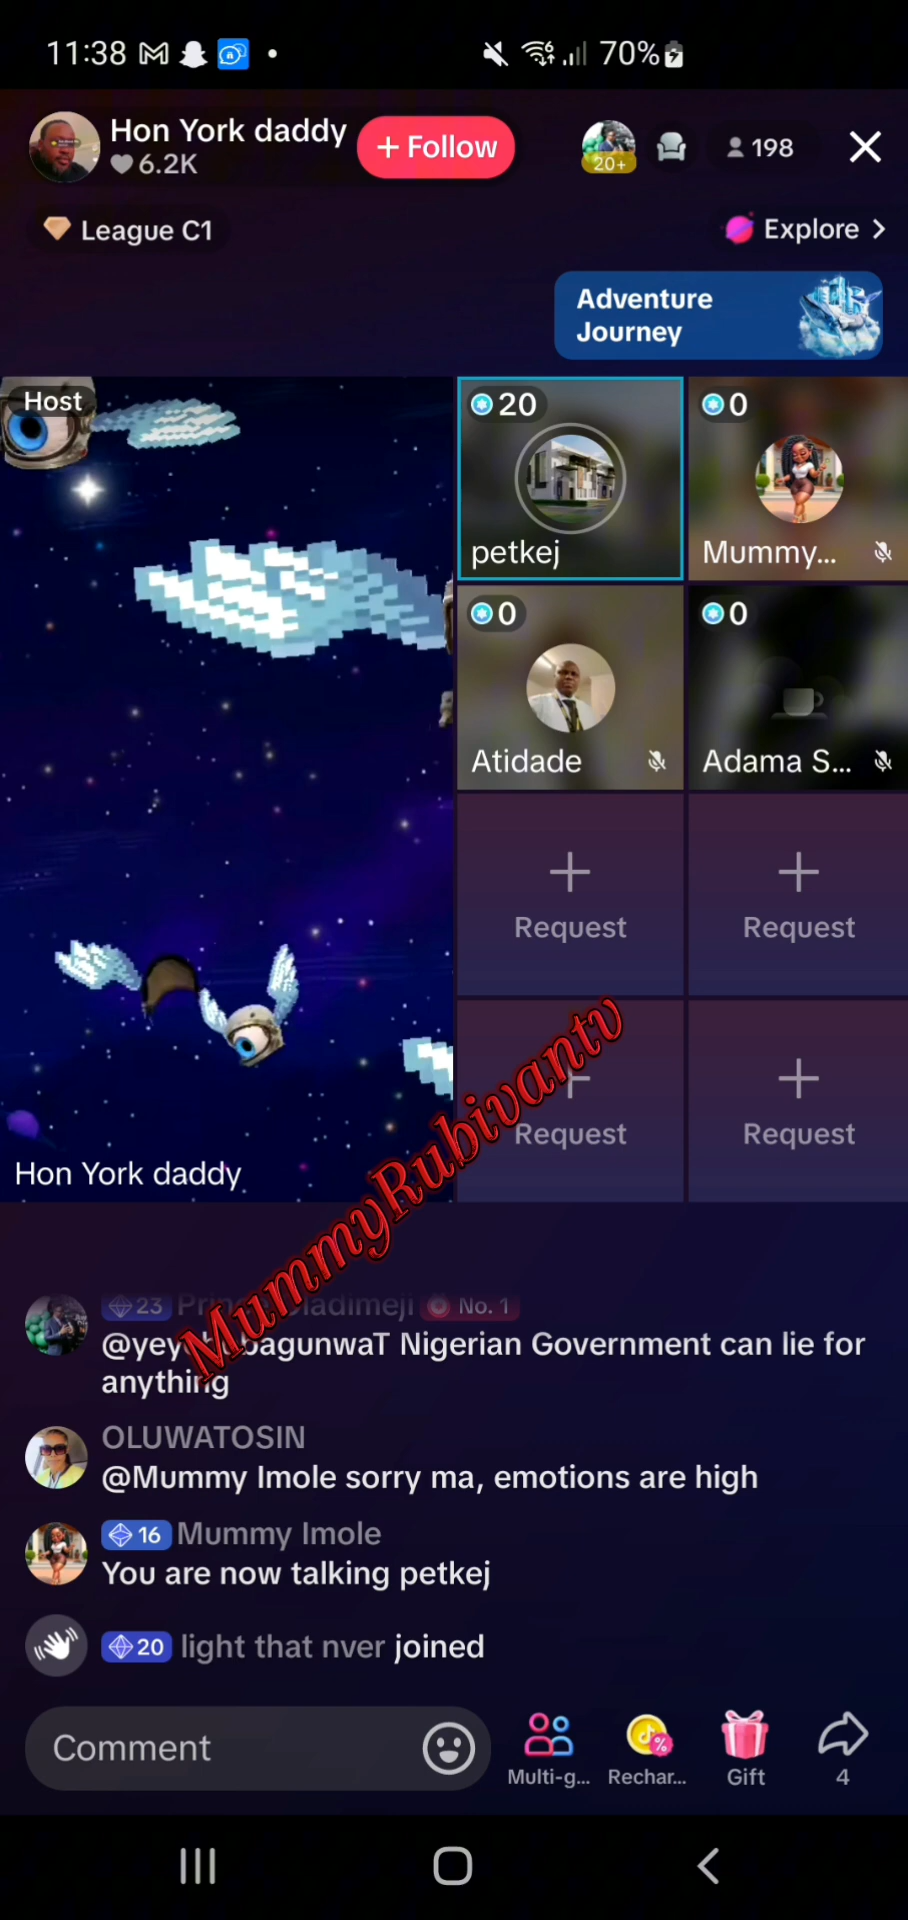 11:38
70%
Hon York daddy
6.2K
+ Follow
20+
198
League C1
Explore
Adventure
Journey
Host
20
petkej
0
Mummy...
0
Atidade
0
Adama S...
Request
Request
Request
Request
Hon York daddy
MummyRubivantv
23 No. 1
Nigerian Government can lie for
anything
OLUWATOSIN
@Mummy Imole sorry ma, emotions are high
16 Mummy Imole
You are now talking petkej
20 light that nver joined
Comment
Multi-g...
Rechar...
Gift
4